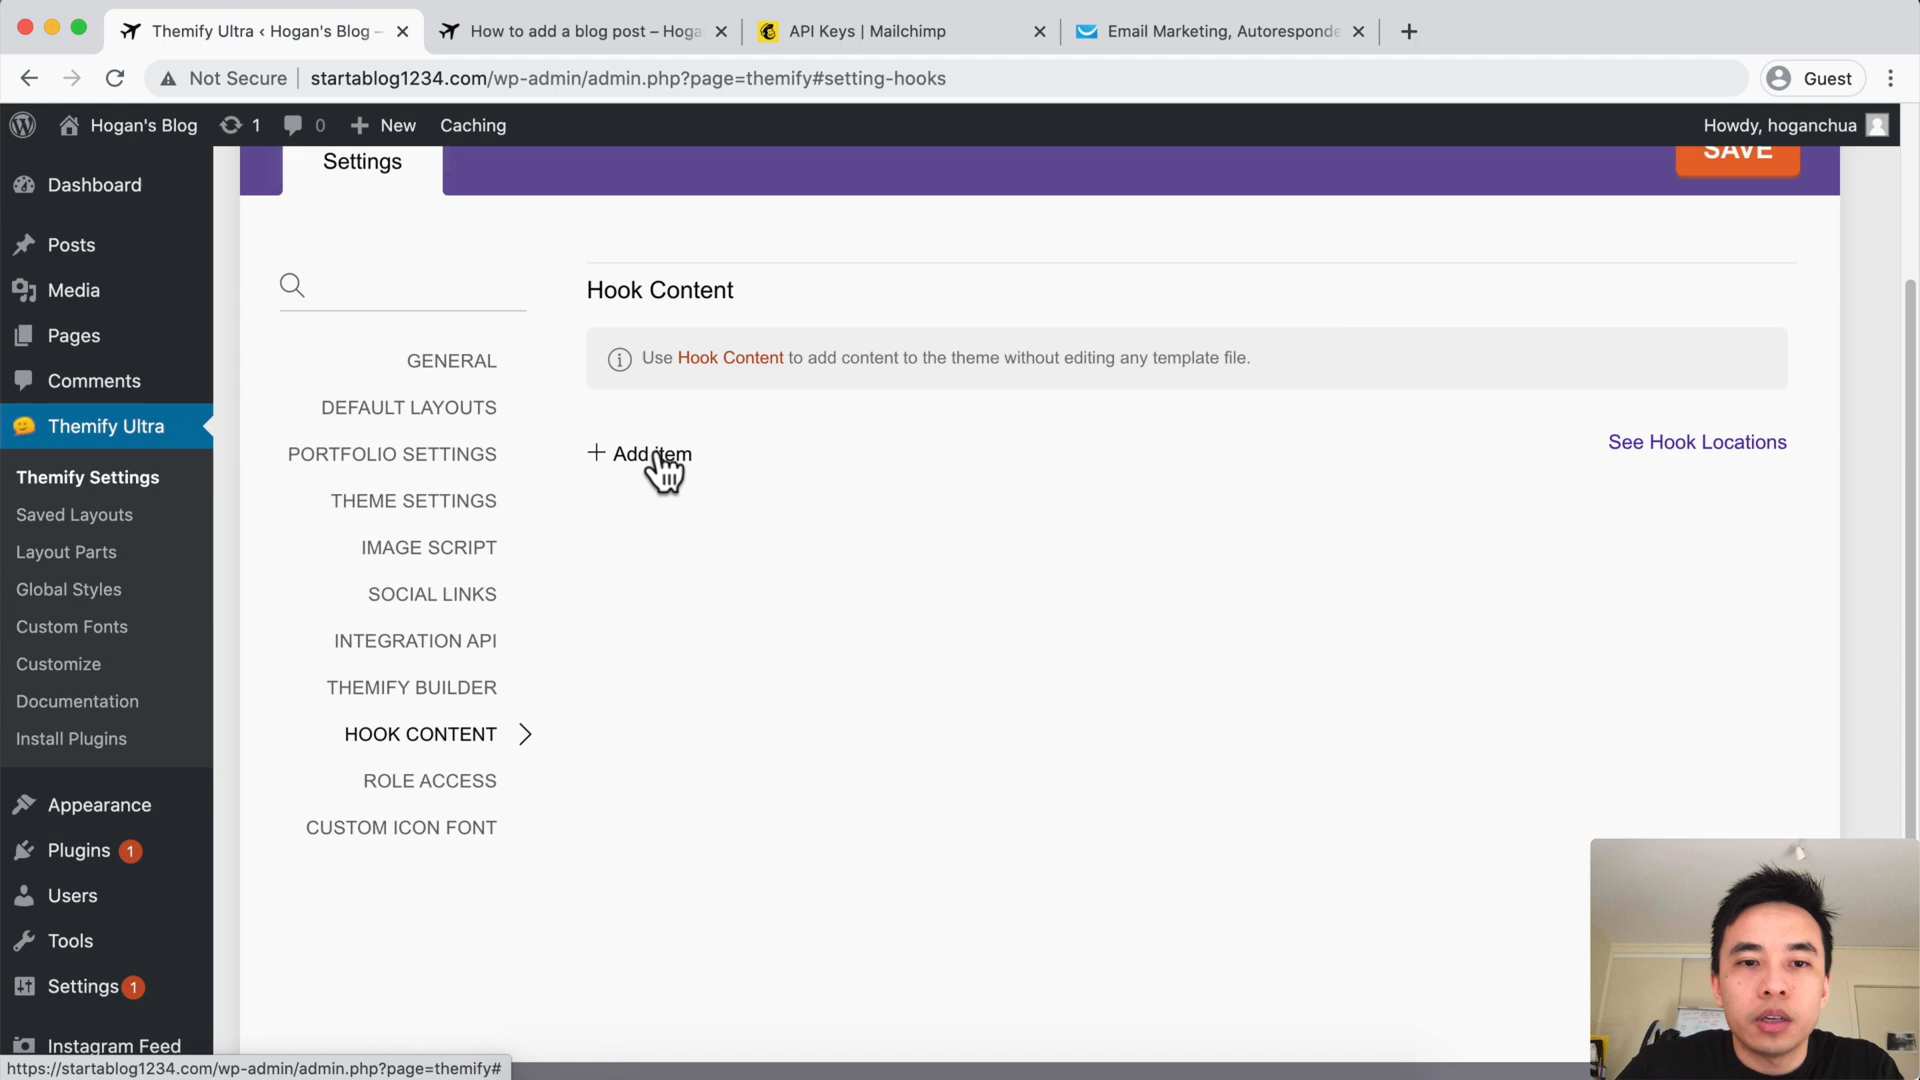 Themify Ultra ‹ Hogan's Blog –
How to add a blog post – Hoga
API Keys | Mailchimp
Email Marketing, Autoresponde
Not Secure
startablog1234.com/wp-admin/admin.php?page=themify#setting-hooks
Guest
Hogan's Blog
1
0
New
Caching
Howdy, hoganchua
Settings
SAVE
Dashboard
Posts
Media
Pages
Comments
Themify Ultra
Themify Settings
Saved Layouts
Layout Parts
Global Styles
Custom Fonts
Customize
Documentation
Install Plugins
Appearance
Plugins 1
Users
Tools
Settings 1
Instagram Feed
GENERAL
DEFAULT LAYOUTS
PORTFOLIO SETTINGS
THEME SETTINGS
IMAGE SCRIPT
SOCIAL LINKS
INTEGRATION API
THEMIFY BUILDER
HOOK CONTENT
ROLE ACCESS
CUSTOM ICON FONT
Hook Content
Use Hook Content to add content to the theme without editing any template file.
+ Add item
See Hook Locations
https://startablog1234.com/wp-admin/admin.php?page=themify#